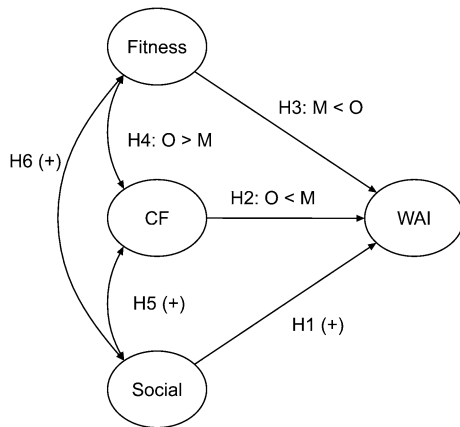 Fitness
H3: M < O
H6 (+)
H4: O > M
H2: O < M
CF
WAI
H5 (+)
H1 (+)
Social